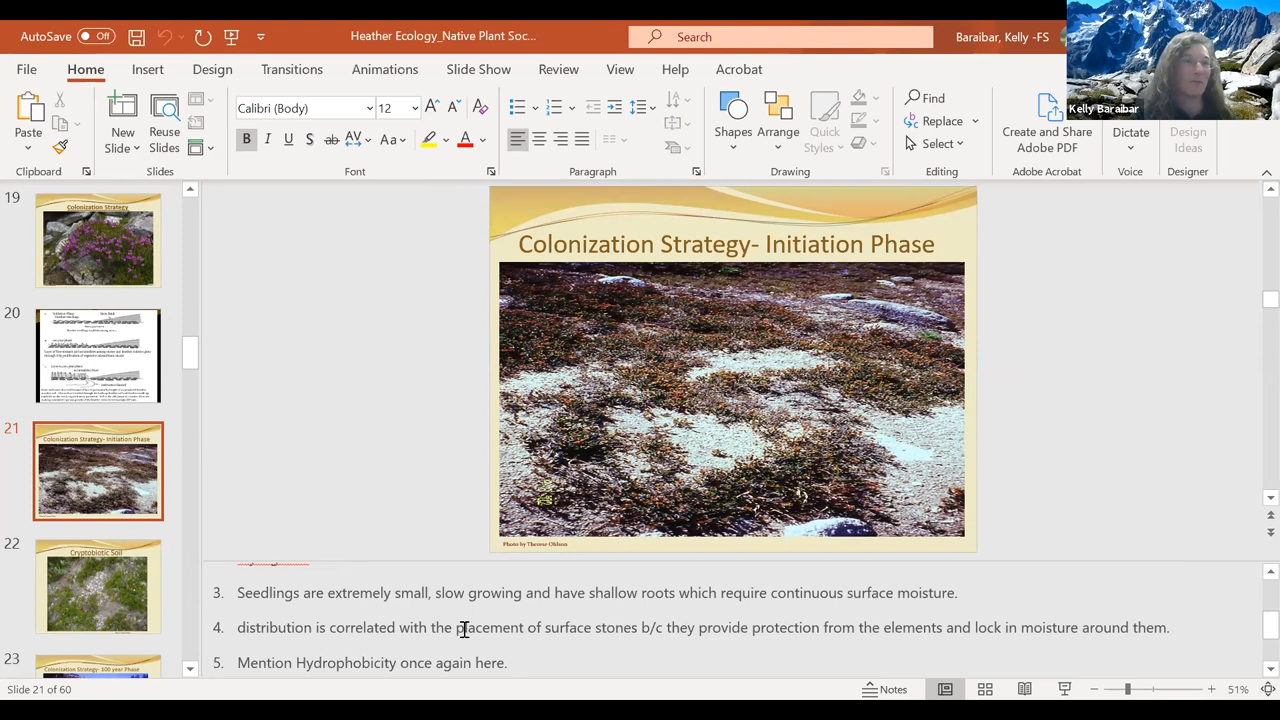 AutoSave Off
Heather Ecology_Native Plant Soc...
Search
Baraibar, Kelly -FS
Kelly Baraibar
File Home Insert Design Transitions Animations Slide Show Review View Help Acrobat
Paste
New Slide
Reuse Slides
Calibri (Body) 12
Shapes
Arrange
Quick Styles
Find
Replace
Select
Create and Share Adobe PDF
Dictate
Design Ideas
Clipboard
Slides
Font
Paragraph
Drawing
Editing
Adobe Acrobat
Voice
Designer
19
Colonization Strategy
20
21
Colonization Strategy- Initiation Phase
22
Cryptobiotic Soil
23
Colonization Strategy- 100 year Phase
Colonization Strategy- Initiation Phase
Photo by Therese Ohlson
3. Seedlings are extremely small, slow growing and have shallow roots which require continuous surface moisture.
4. distribution is correlated with the placement of surface stones b/c they provide protection from the elements and lock in moisture around them.
5. Mention Hydrophobicity once again here.
Slide 21 of 60
Notes
51%